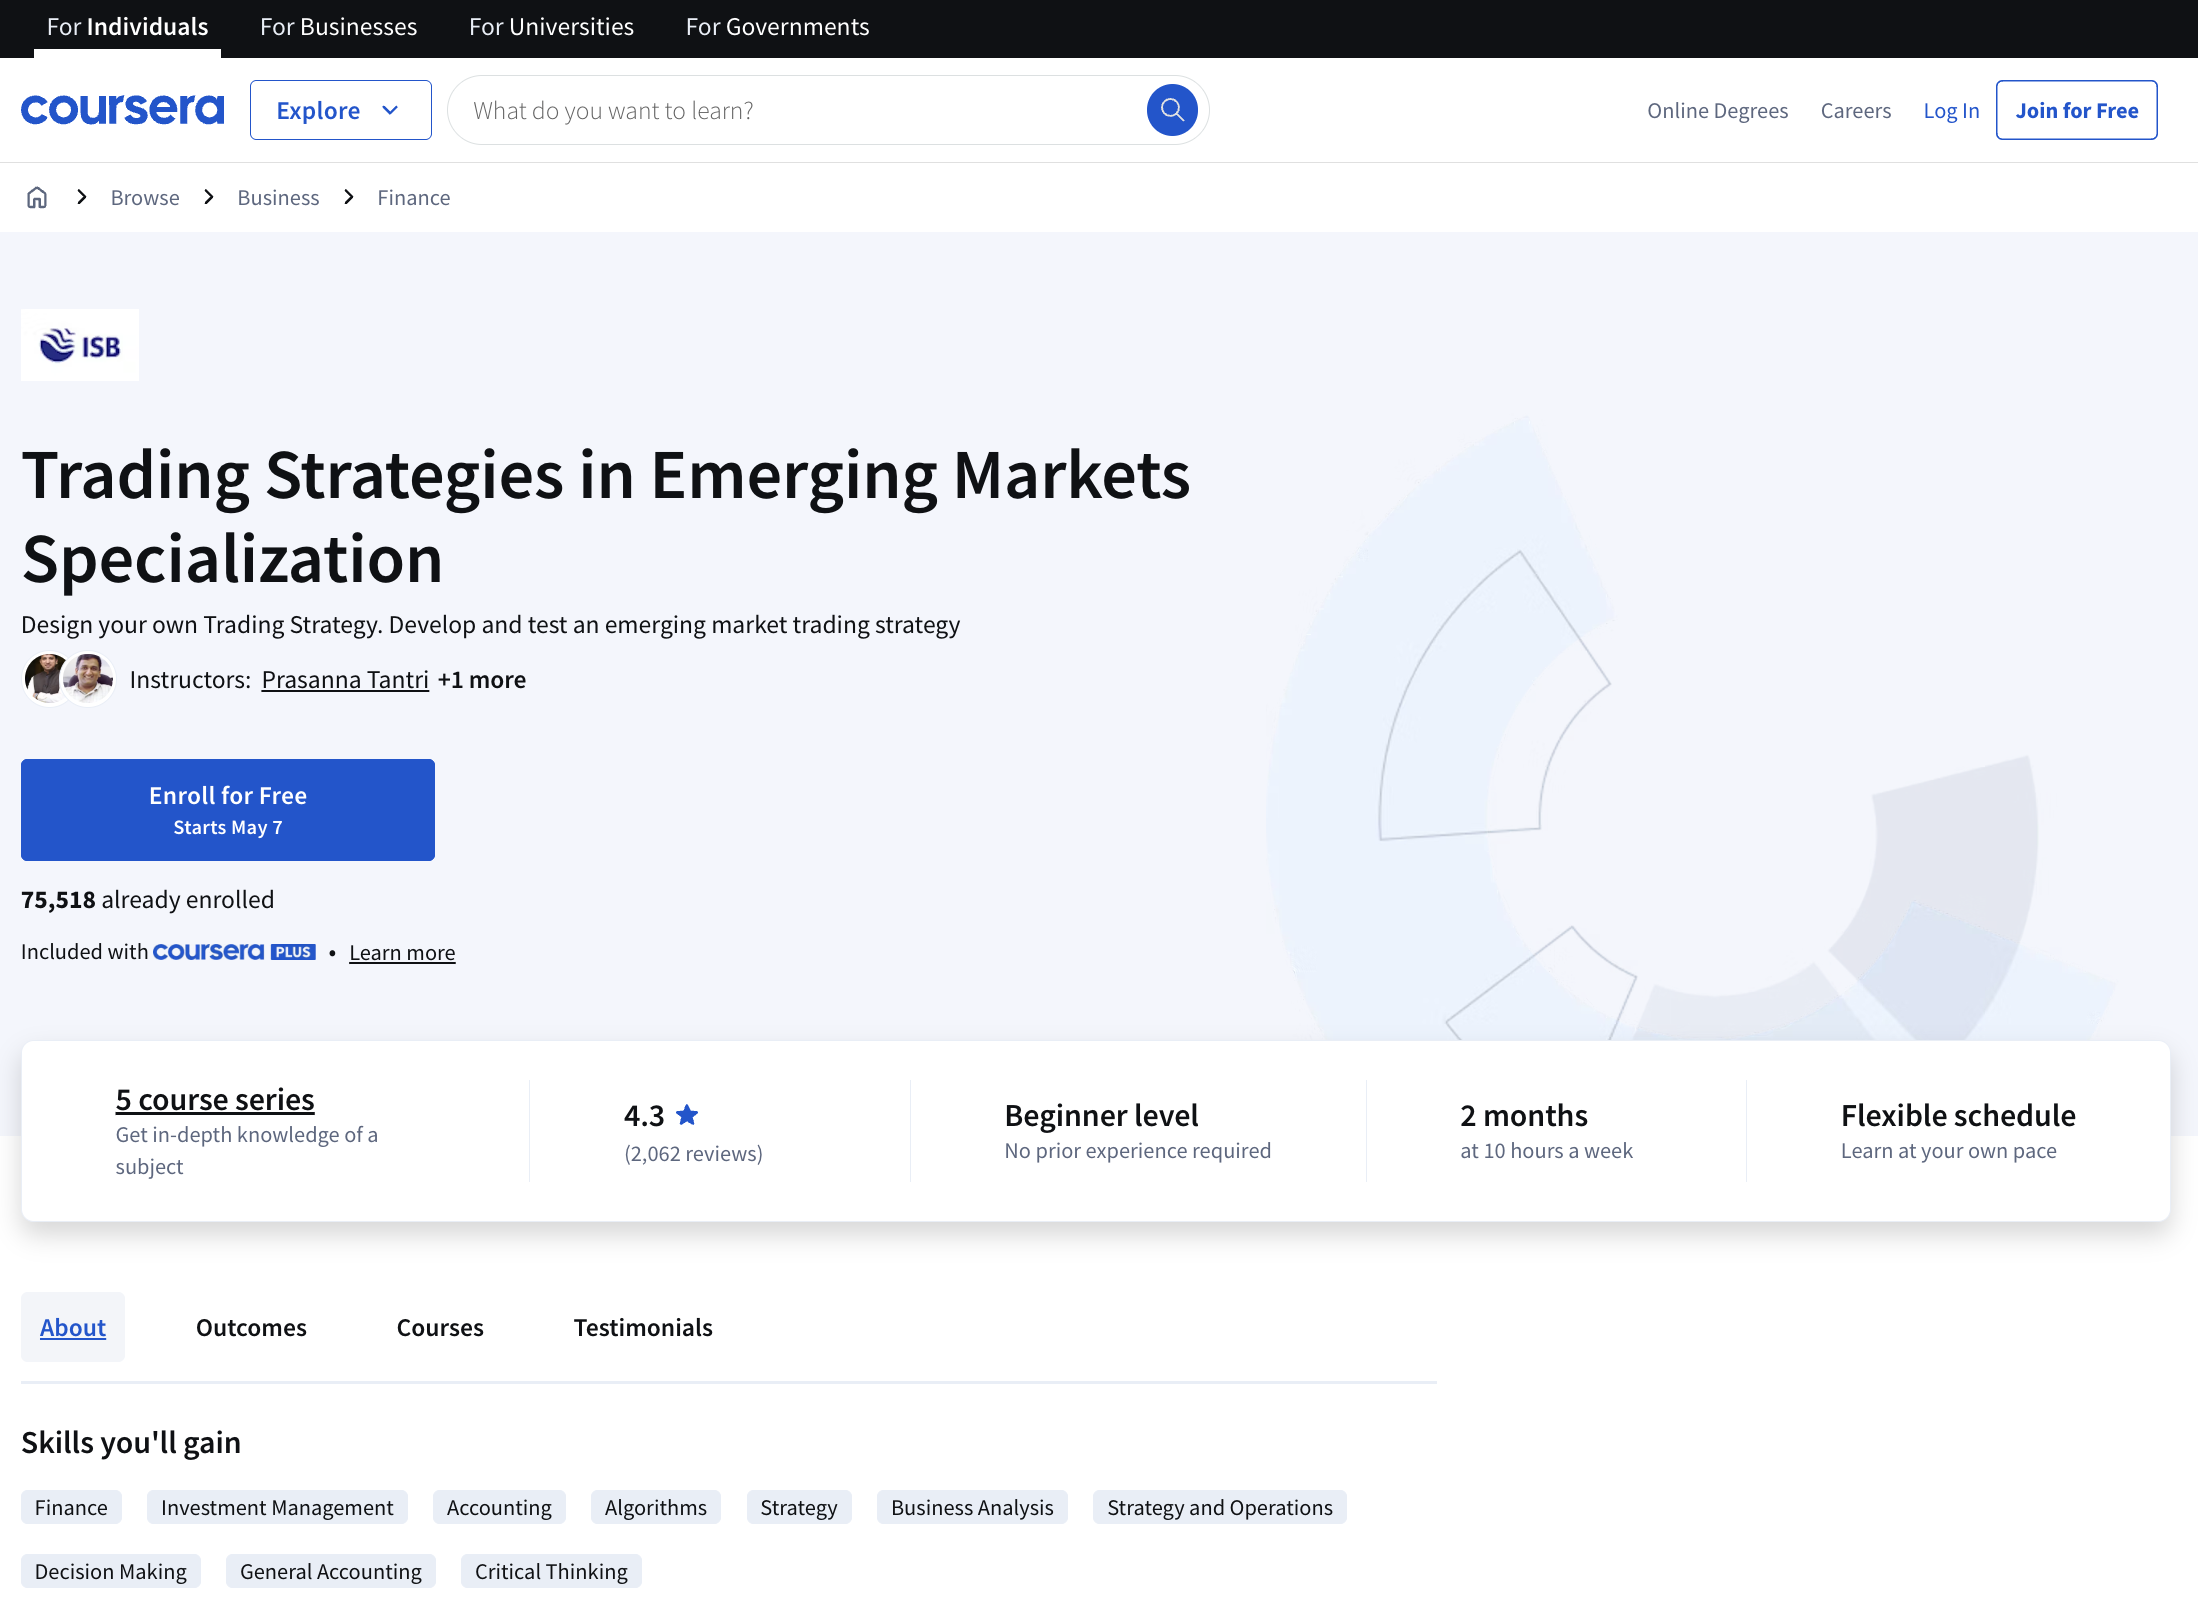 For Individuals For Businesses For Universities For Governments
coursera Explore What do you want to learn? Online Degrees Careers Log In Join for Free
Browse Business Finance
ISB
Trading Strategies in Emerging Markets
Specialization
Design your own Trading Strategy. Develop and test an emerging market trading strategy
Instructors: Prasanna Tantri +1 more
Enroll for Free
Starts May 7
75,518 already enrolled
Included with coursera PLUS • Learn more
5 course series
Get in-depth knowledge of a
subject
4.3
(2,062 reviews)
Beginner level
No prior experience required
2 months
at 10 hours a week
Flexible schedule
Learn at your own pace
About Outcomes Courses Testimonials
Skills you'll gain
Finance Investment Management Accounting Algorithms Strategy Business Analysis Strategy and Operations
Decision Making General Accounting Critical Thinking